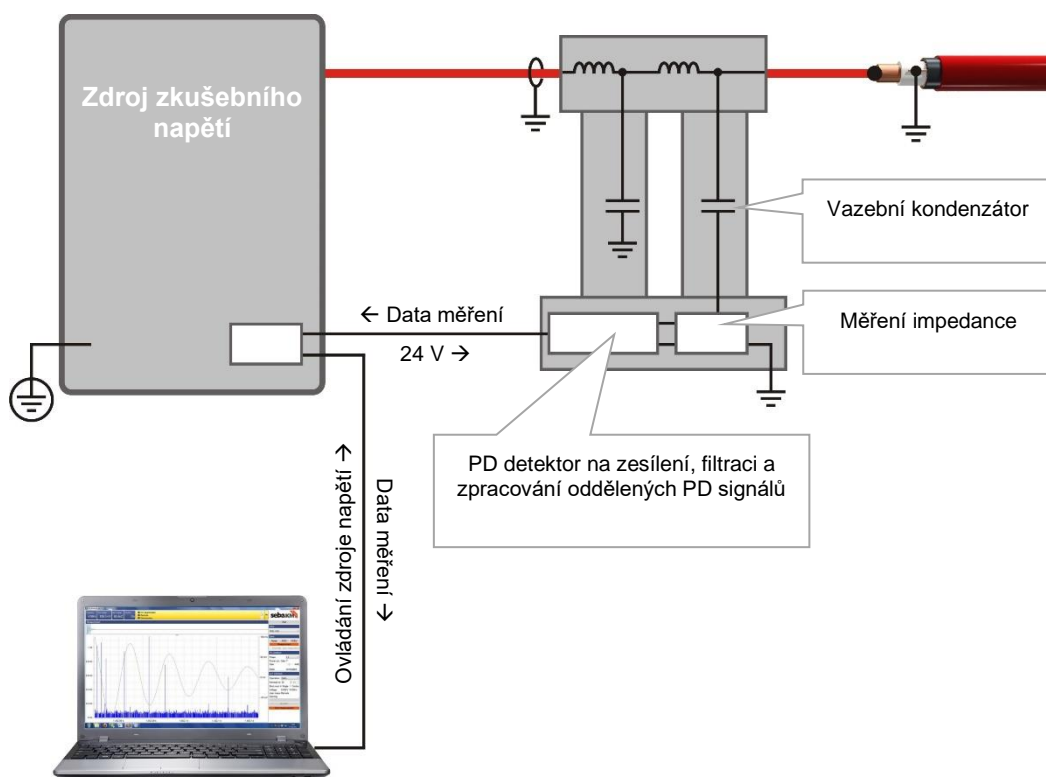 Zdroj zkušebního
napětí
Vazební kondenzátor
← Data měření
24 V →
Měření impedance
PD detektor na zesílení, filtraci a
zpracování oddělených PD signálů
Ovládání zdroje napětí →
Data měření →